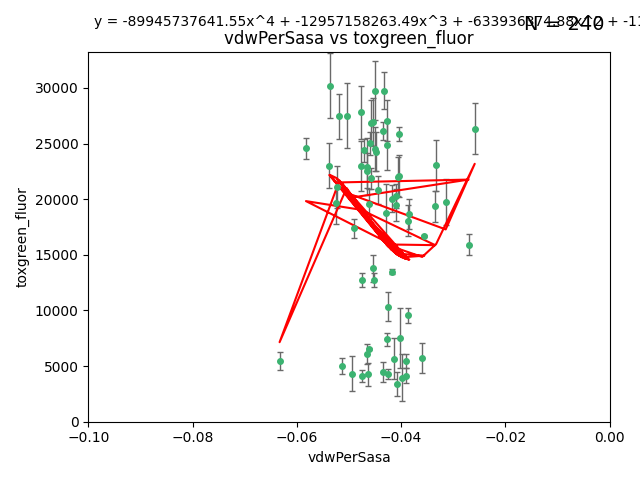 y = -89945737641.55x^4 + -12957158263.49x^3 +
N = 240
vdwPerSasa vs toxgreen_fluor
toxgreen_fluor
30000
25000
20000
15000
10000
5000
0
−0.10 −0.08 −0.06 −0.04 −0.02 0.00
vdwPerSasa